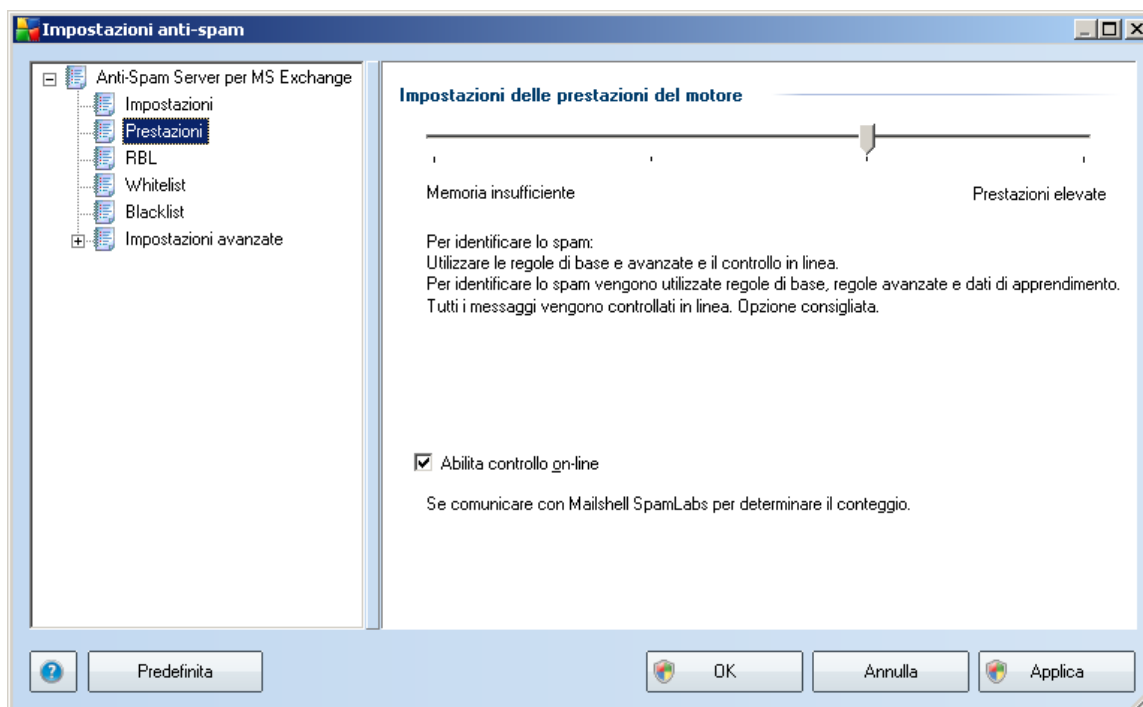 Impostazioni anti-spam
Anti-Spam Server per MS Exchange
Impostazioni
Prestazioni
RBL
Whitelist
Blacklist
Impostazioni avanzate
Impostazioni delle prestazioni del motore
Memoria insufficiente
Prestazioni elevate
Per identificare lo spam:
Utilizzare le regole di base e avanzate e il controllo in linea.
Per identificare lo spam vengono utilizzate regole di base, regole avanzate e dati di apprendimento.
Tutti i messaggi vengono controllati in linea. Opzione consigliata.
Abilita controllo on-line
Se comunicare con Mailshell SpamLabs per determinare il conteggio.
Predefinita
OK
Annulla
Applica